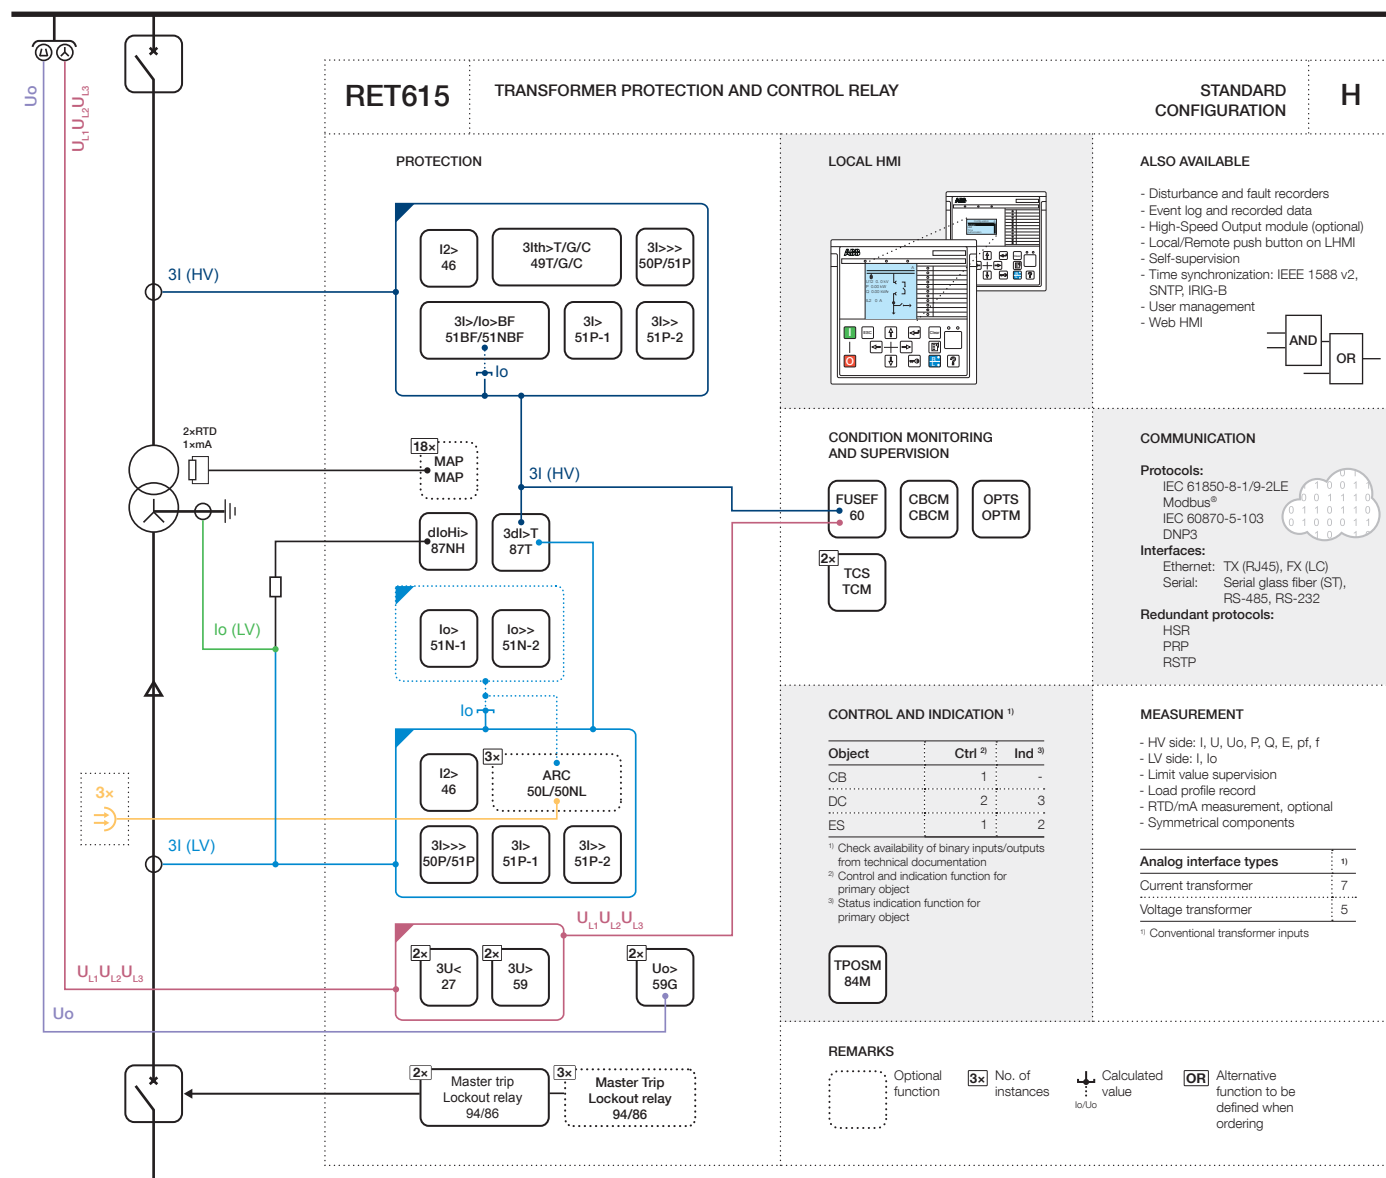 RET615
TRANSFORMER PROTECTION AND CONTROL RELAY
STANDARD
CONFIGURATION
H
Uo
UL1UL2UL3
PROTECTION
I2>
46
3Ith>T/G/C
49T/G/C
3I>>>
50P/51P
3I>/Io>BF
51BF/51NBF
3I>
51P-1
3I>>
51P-2
Io
3I (HV)
2×RTD
1×mA
18×
MAP
MAP
3I (HV)
dIoHi>
87NH
3dI>T
87T
Io (LV)
Io>
51N-1
Io>>
51N-2
Io
I2>
46
3×
ARC
50L/50NL
3×
3I (LV)
3I>>>
50P/51P
3I>
51P-1
3I>>
51P-2
UL1UL2UL3
2×
3U<
27
2×
3U>
59
2×
Uo>
59G
UL1UL2UL3
Uo
2×
Master trip
Lockout relay
94/86
3×
Master Trip
Lockout relay
94/86
LOCAL HMI
ABB
ABB
ALSO AVAILABLE
- Disturbance and fault recorders
- Event log and recorded data
- High-Speed Output module (optional)
- Local/Remote push button on LHMI
- Self-supervision
- Time synchronization: IEEE 1588 v2,
SNTP, IRIG-B
- User management
- Web HMI
AND
OR
CONDITION MONITORING
AND SUPERVISION
FUSEF
60
CBCM
CBCM
OPTS
OPTM
2×
TCS
TCM
COMMUNICATION
Protocols:
IEC 61850-8-1/9-2LE
Modbus®
IEC 60870-5-103
DNP3
Interfaces:
Ethernet: TX (RJ45), FX (LC)
Serial: Serial glass fiber (ST),
RS-485, RS-232
Redundant protocols:
HSR
PRP
RSTP
CONTROL AND INDICATION 1)
Object Ctrl 2) Ind 3)
CB 1 -
DC 2 3
ES 1 2
1) Check availability of binary inputs/outputs
from technical documentation
2) Control and indication function for
primary object
3) Status indication function for
primary object
TPOSM
84M
MEASUREMENT
- HV side: I, U, Uo, P, Q, E, pf, f
- LV side: I, Io
- Limit value supervision
- Load profile record
- RTD/mA measurement, optional
- Symmetrical components
Analog interface types 1)
Current transformer 7
Voltage transformer 5
1) Conventional transformer inputs
REMARKS
Optional
function
3×
No. of
instances
Io/Uo
Calculated
value
OR
Alternative
function to be
defined when
ordering